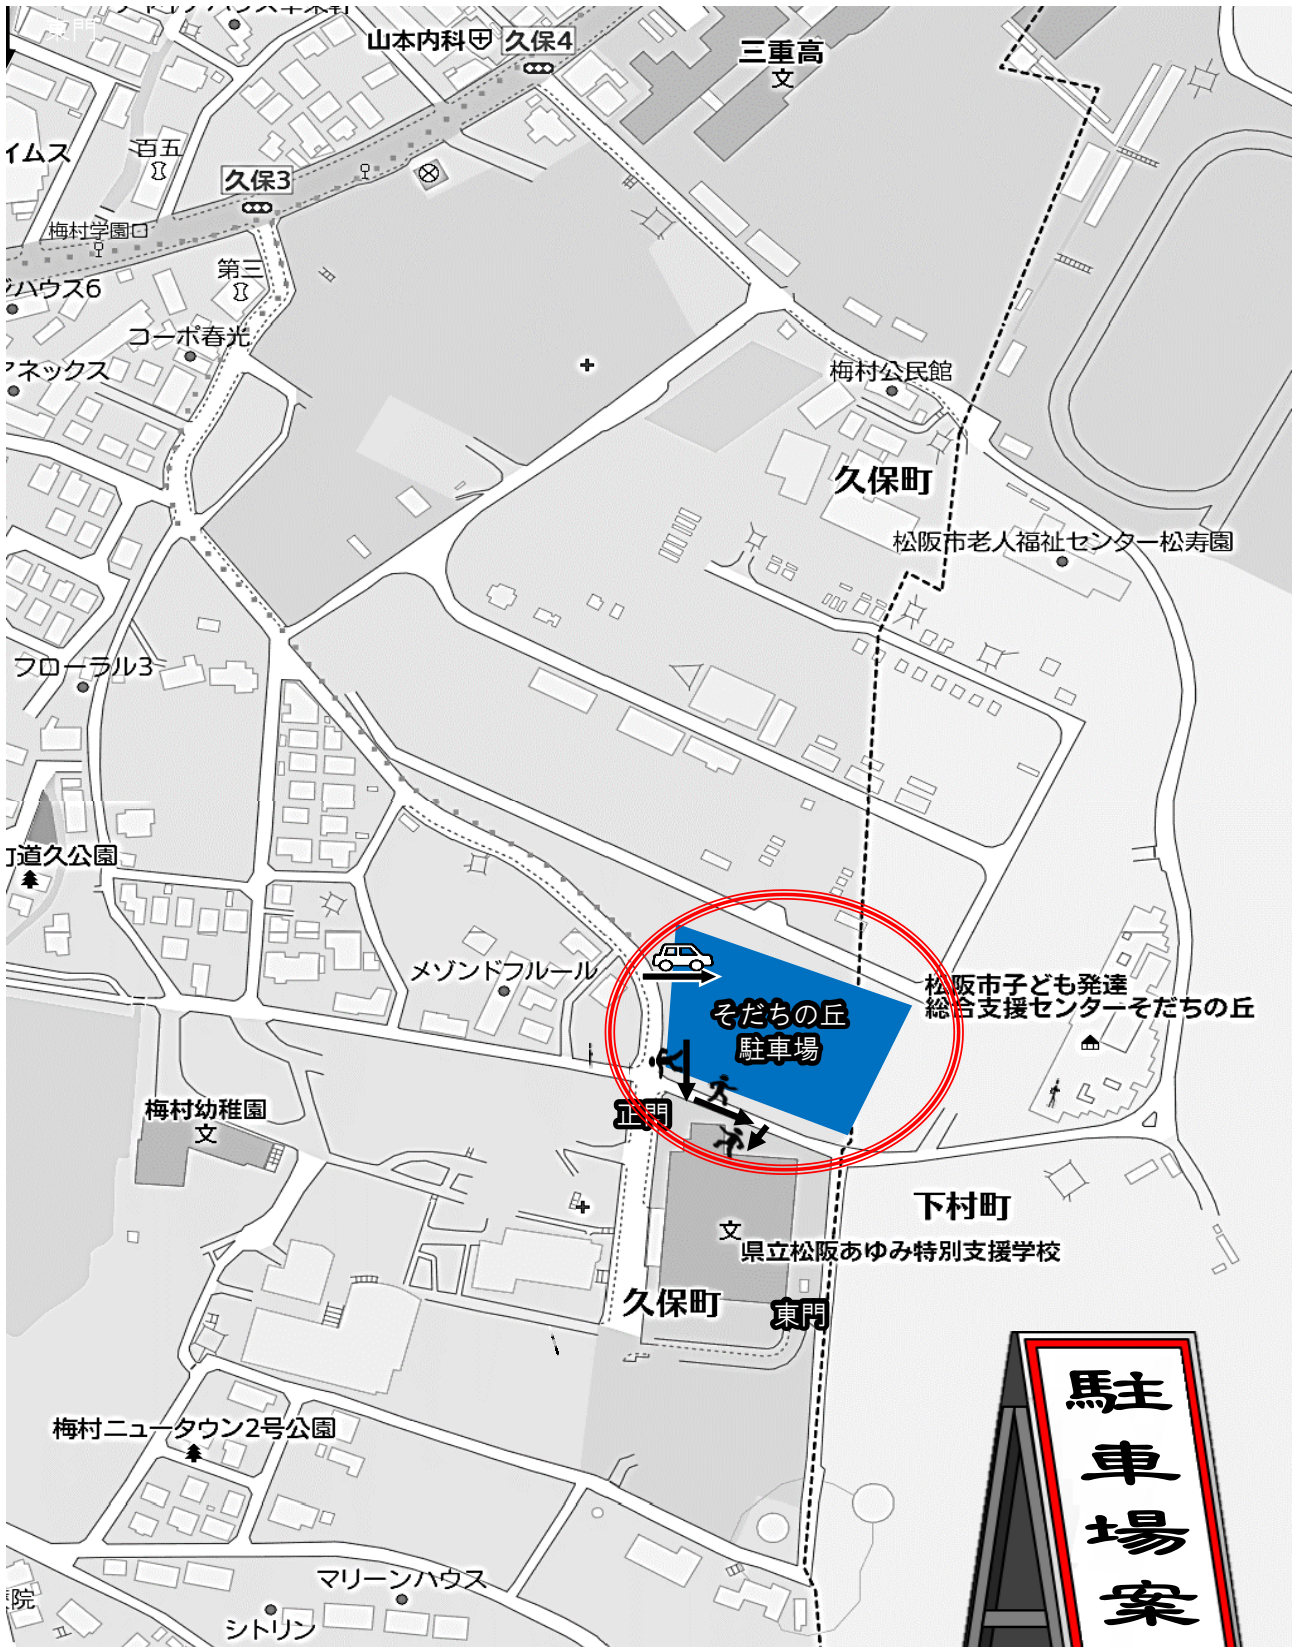 東門
山本内科
久保4
三重高
文
イムス
百五
久保3
梅村学園口
第三
ハウス6
コーポ春光
アネックス
梅村公民館
久保町
松阪市老人福祉センター松寿園
フローラル3
町道久公園
メゾンドフルール
松阪市子ども発達
総合支援センターそだちの丘
そだちの丘
駐車場
梅村幼稚園
文
正門
下村町
文
県立松阪あゆみ特別支援学校
久保町
東門
梅村ニュータウン2号公園
マリーンハウス
シトリン
院
駐
車
場
案